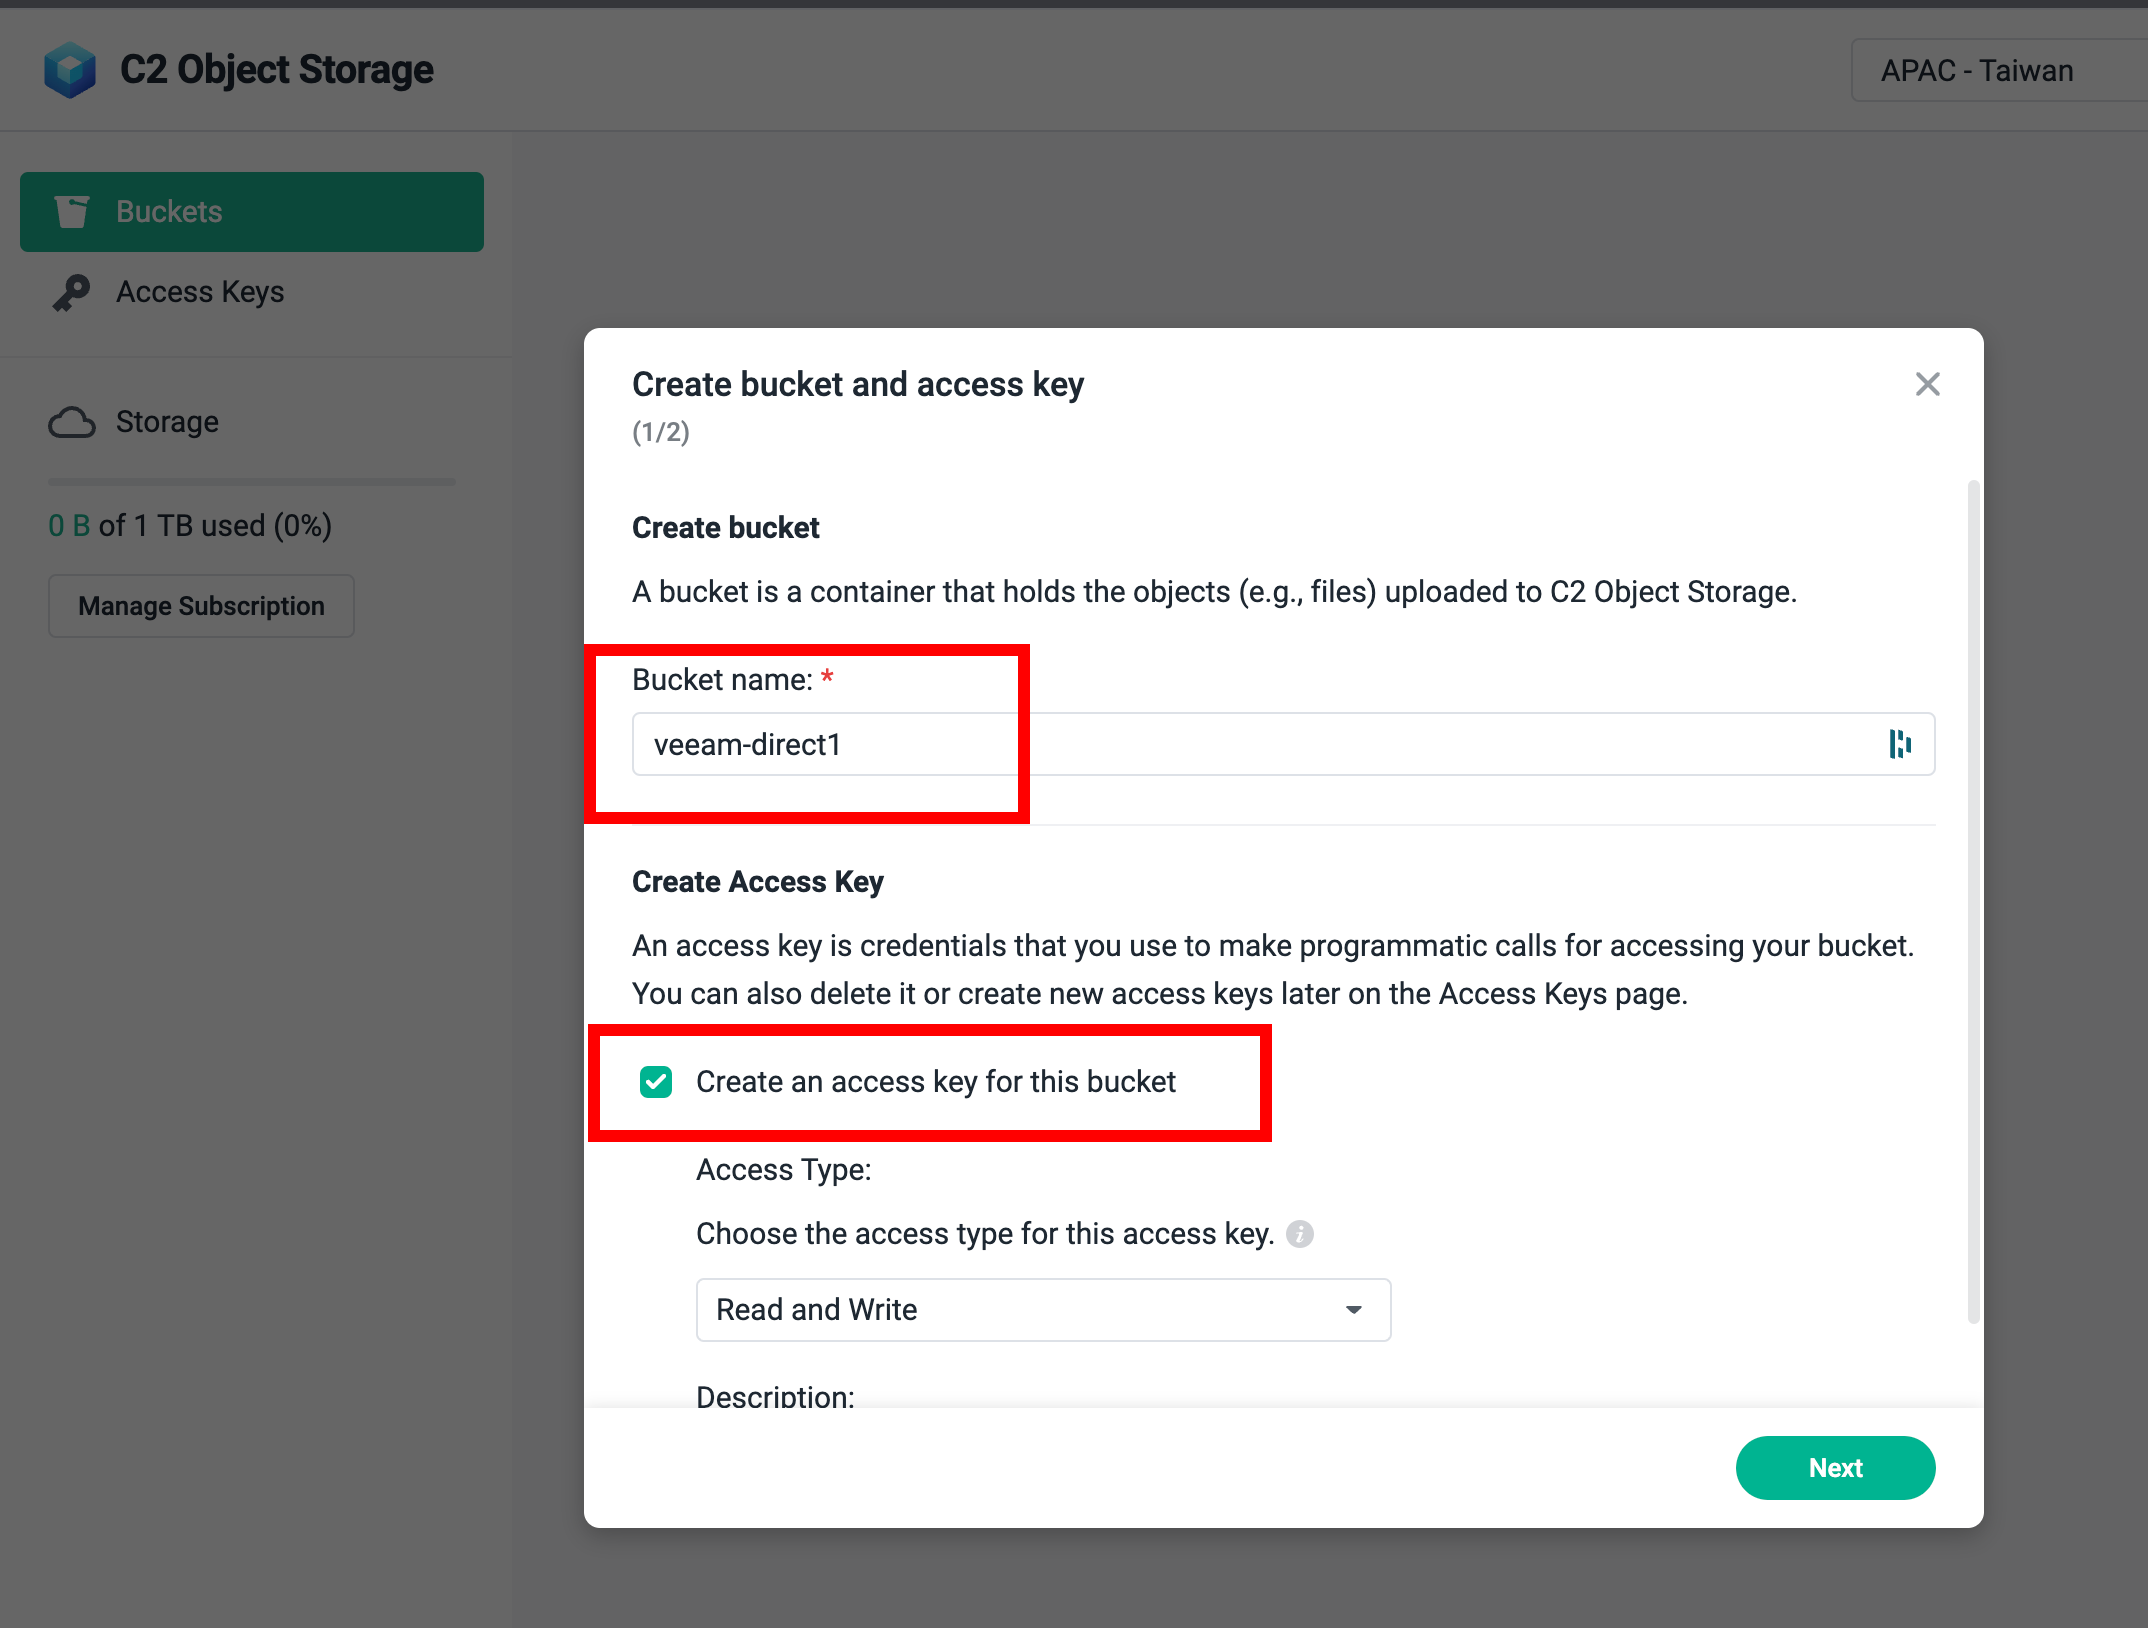 C2 Object Storage
APAC - Taiwan
Buckets
Access Keys
Storage
0 B of 1 TB used (0%)
Manage Subscription
Create bucket and access key
(1/2)
Create bucket
A bucket is a container that holds the objects (e.g., files) uploaded to C2 Object Storage.
Bucket name: *
veeam-direct1
Create Access Key
An access key is credentials that you use to make programmatic calls for accessing your bucket.
You can also delete it or create new access keys later on the Access Keys page.
Create an access key for this bucket
Access Type:
Choose the access type for this access key.
Read and Write
Description:
Next